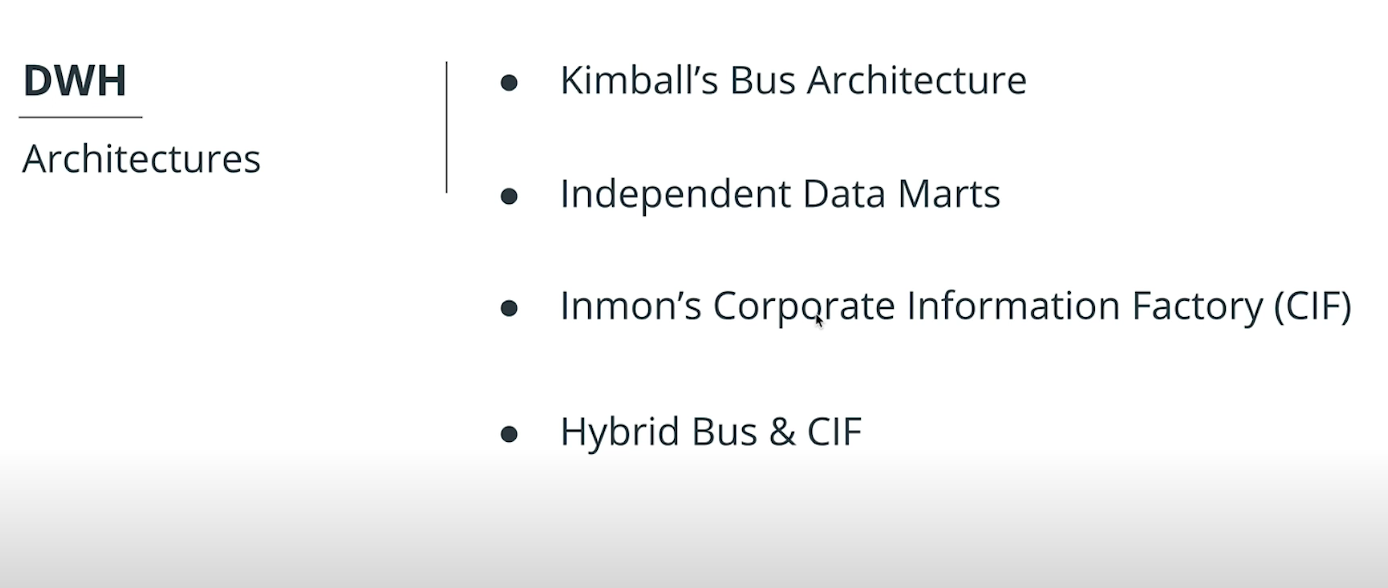 DWH
Architectures
● Kimball’s Bus Architecture
● Independent Data Marts
● Inmon’s Corporate Information Factory (CIF)
● Hybrid Bus & CIF